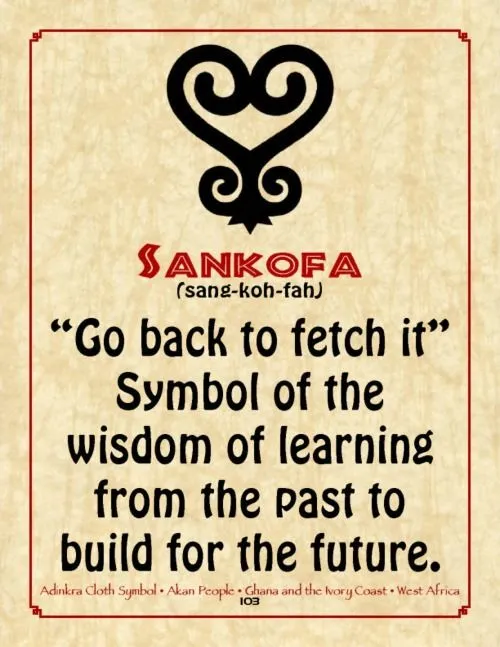 SANKOFA
(sang-koh-fah)
“Go back to fetch it”
Symbol of the
wisdom of learning
from the past to
build for the future.
Adinkra Cloth Symbol • Akan People • Ghana and the Ivory Coast • West Africa
103